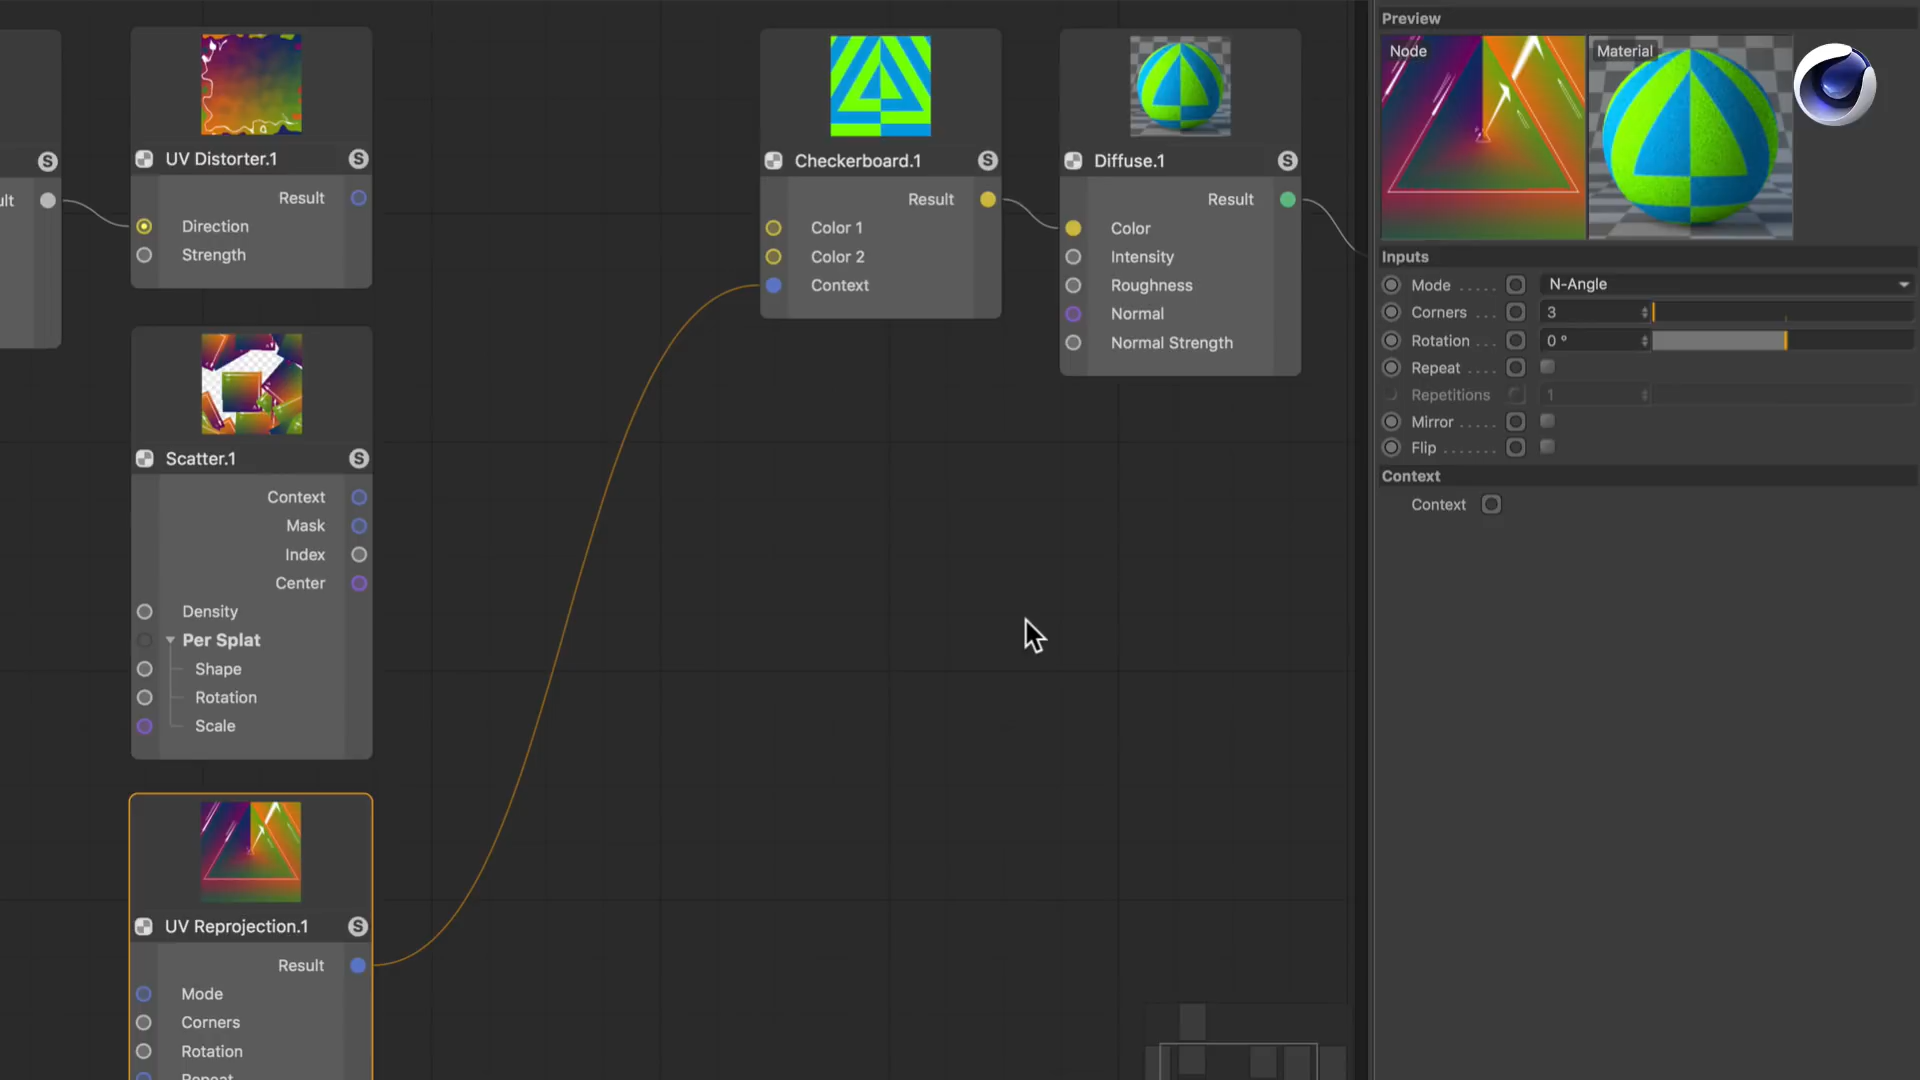 ult
UV Distorter.1
S
Result
Direction
Strength
Scatter.1
S
Context
Mask
Index
Center
Density
Per Splat
Shape
Rotation
Scale
UV Reprojection.1
S
Result
Mode
Corners
Rotation
Repeat
S
Checkerboard.1
S
Result
Color 1
Color 2
Context
Diffuse.1
S
Result
Color
Intensity
Roughness
Normal
Normal Strength
Preview
Node
Material
Inputs
Mode ..... N-Angle
Corners ... 3
Rotation ... 0 °
Repeat ....
Repetitions 1
Mirror .....
Flip .......
Context
Context